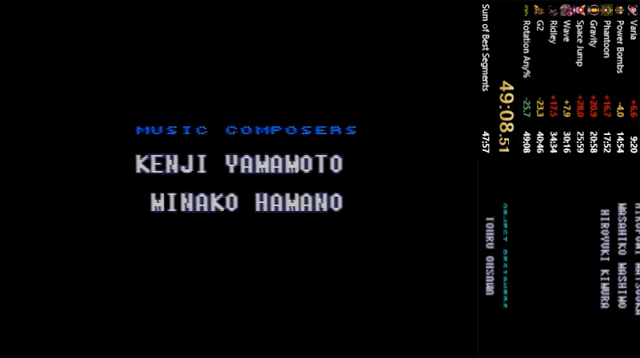 MUSIC COMPOSERS
KENJI YAMAMOTO
MINAKO HAMANO
Varia +6.6 9:20
Power Bombs -4.0 14:54
Phantoon +16.7 17:52
Gravity +20.9 20:58
Space Jump +28.0 25:59
Wave +7.9 30:16
Ridley +17.5 34:34
G2 -23.3 40:46
Rotation Any% -25.7 49:08
49:08.51
Sum of Best Segments 47:57
MASAHIKO MASHIMO
HIROYUKI KIMURA
OBJECT DESIGNERS
TOHRU OHSAWA